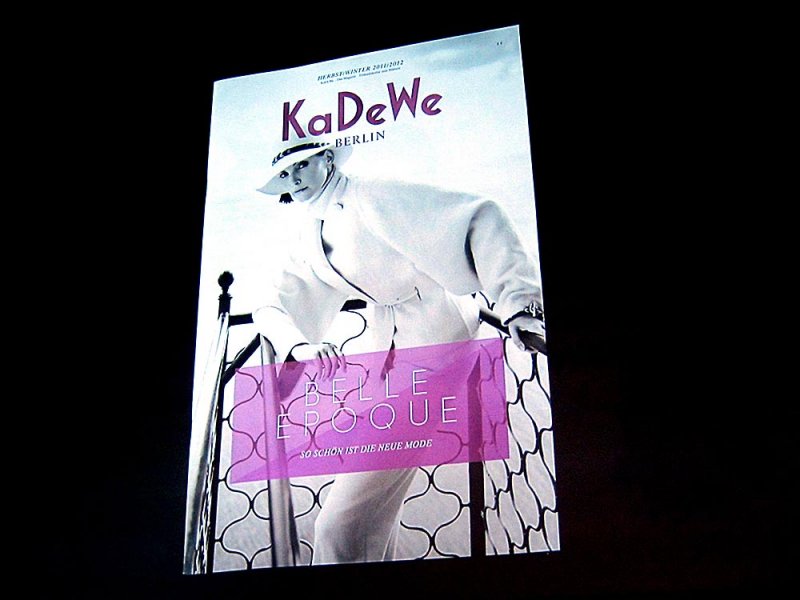 HERBST/WINTER 2011/2012
KaDeWe
BERLIN
BELLE
EPOQUE
SO SCHÖN IST DIE NEUE MODE